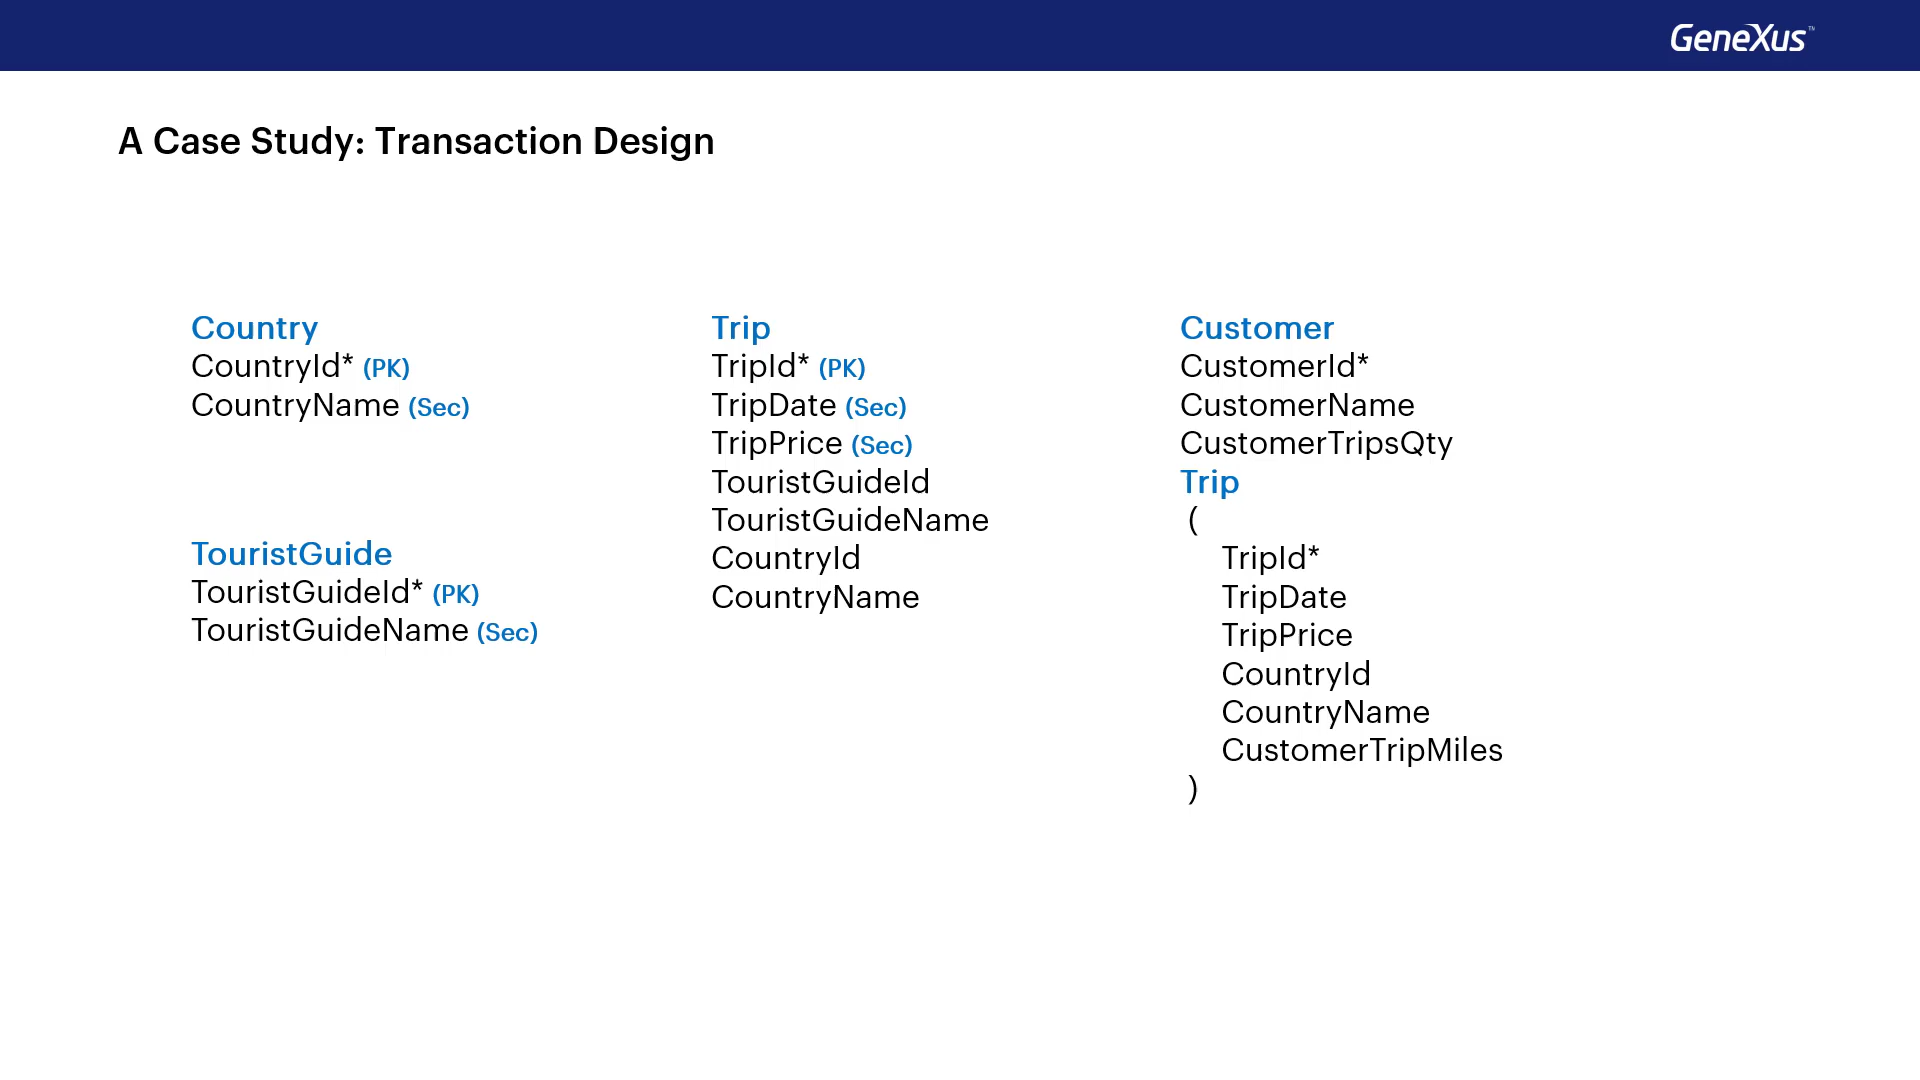 GeneXus™
A Case Study: Transaction Design
Country
CountryId* (PK)
CountryName (Sec)
TouristGuide
TouristGuideId* (PK)
TouristGuideName (Sec)
Trip
TripId* (PK)
TripDate (Sec)
TripPrice (Sec)
TouristGuideId
TouristGuideName
CountryId
CountryName
Customer
CustomerId*
CustomerName
CustomerTripsQty
Trip
(
TripId*
TripDate
TripPrice
CountryId
CountryName
CustomerTripMiles
)